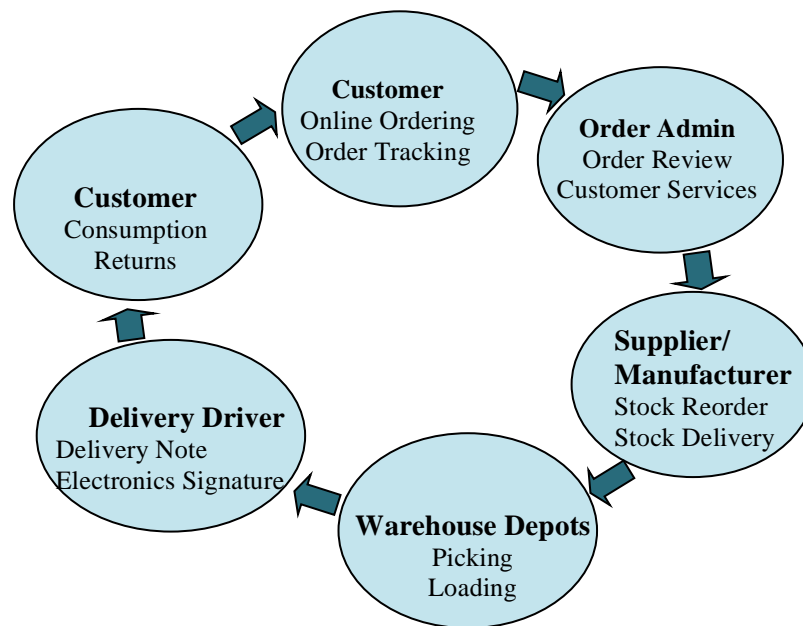 Customer
Online Ordering
Order Tracking
Order Admin
Order Review
Customer Services
Supplier/
Manufacturer
Stock Reorder
Stock Delivery
Warehouse Depots
Picking
Loading
Delivery Driver
Delivery Note
Electronics Signature
Customer
Consumption
Returns